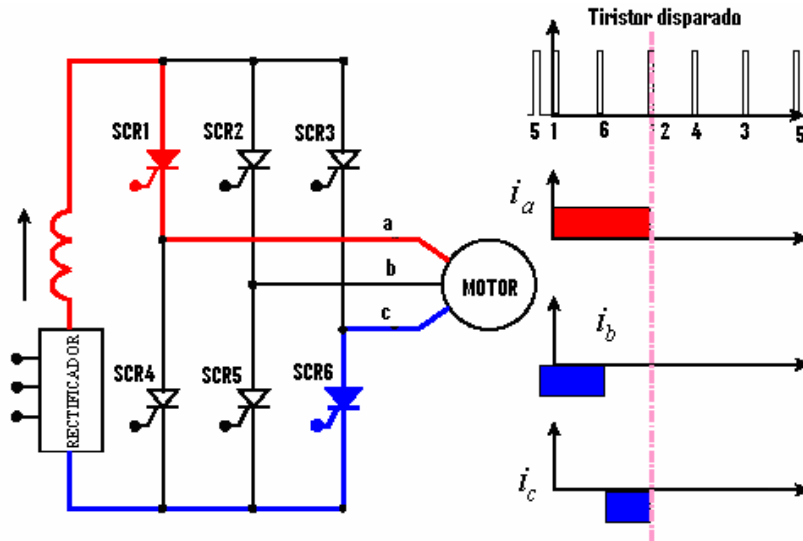 Tiristor disparado
5 1 6 2 4 3 5
SCR1
SCR2
SCR3
a
b
c
MOTOR
SCR4
SCR5
SCR6
RECTIFICADOR
i_a
i_b
i_c